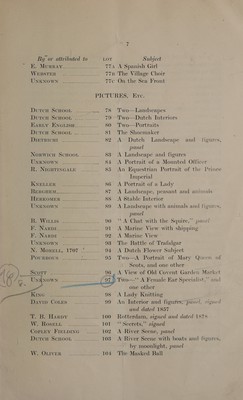 7
By or attributed to LOT Subject
E. Murray 77A A Spanish Girl
Webster 77B The Village Choir
Unknown 77C On the Sea Front
PICTURES, Etc.
Dutch School 78 Two—Landscapes
Dutch School 79 Two—Dutch Interiors
Early English 80 Two—Portraits
Dutch School 81 The Shoemaker
Dietrichi 82 A Dutch Landscape and figures, panel
Norwich School 83 A Landscape and figures
Unknown 84 A Portrait of a Mounted Officer
R. Nightingale 85 An Equestrian Portrait of the Prince Imperial
Kneller 86 A Portrait of a Lady
Berghem 87 A Landscape, peasant and animals
Herkomer 88 A Stable Interior
Unknown 89 A Landscape with figures and animals, panel
B. Willis 90 "A Chat with the Squire," panel
F. Nardi 91 A Marine View with shipping
F. Nardi 92 A Marine View
Unknown 93 The Battle of Trafalgar
N. Morell, 1767 94 A Dutch Flower Subject
Pourbous 95 Two—A Portrait of Mary Queen of Scots, and one other
Scott 96 A View of Old Covent Garden Market
Unknown 97 Two—"A Female Ear Specialist," and one other
King 98 A Lady Knitting
David Coles 99 An Interior and figures, panel, signed and dated 1857
T. B. Hardy 100 Rotterdam, signed and dated 1878
W. Rosell 101 "Secrets," signed
Copley Fielding 102 A River Scene, panel
Dutch School 103 A River Scene with boats and figures, by moonlight, panel
W. Oliver 104 The Masked Ball